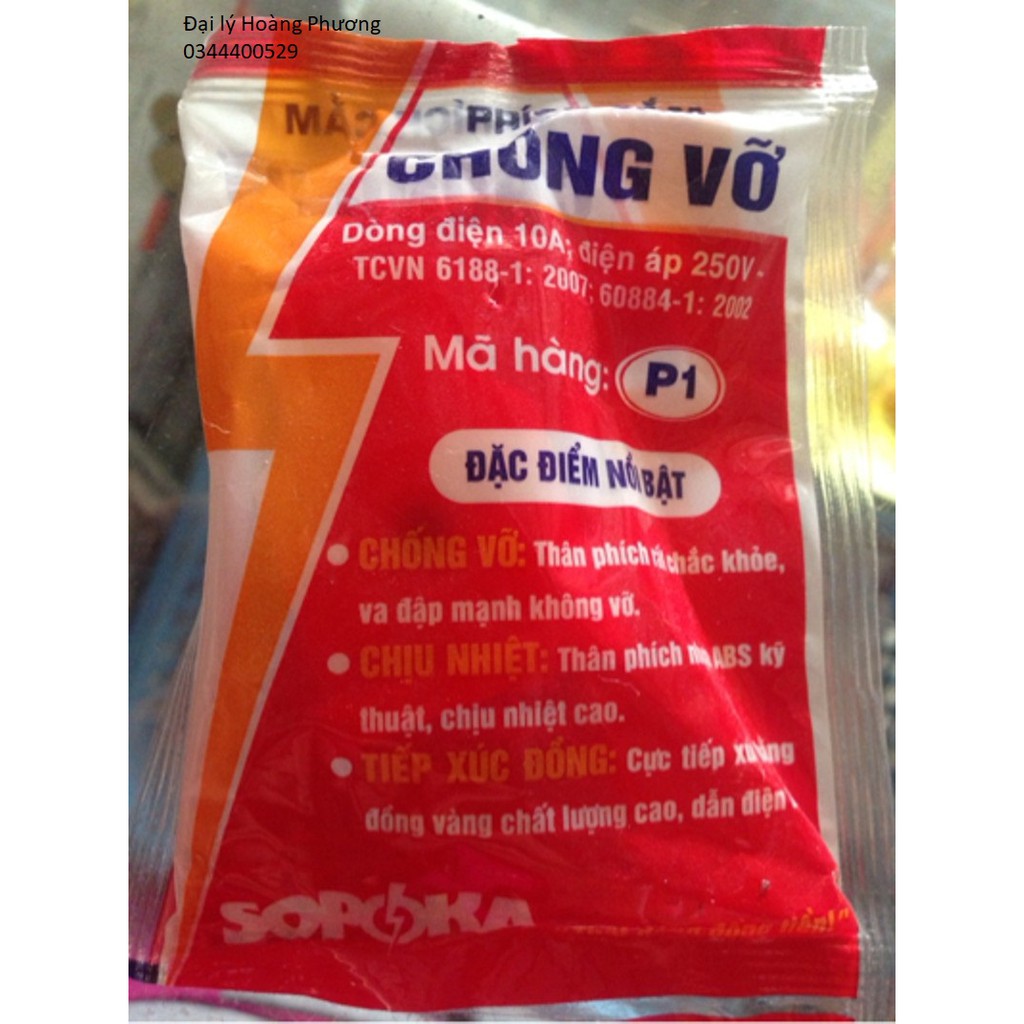 Đại lý Hoàng Phương
0344400529
CHỐNG VỠ
Dòng điện 10A; điện áp 250V-
TCVN 6188-1: 2007; 60884-1: 2002
Mã hàng: P1
ĐẶC ĐIỂM NỔI BẬT
• CHỐNG VỠ: Thân phích chắc khỏe,
va đập mạnh không vỡ.
• CHỊU NHIỆT: Thân phích ABS kỹ
thuật, chịu nhiệt cao.
• TIẾP XÚC ĐỒNG: Cực tiếp
đồng vàng chất lượng cao, dẫn điện
SOPOKA
đồng tiền!"